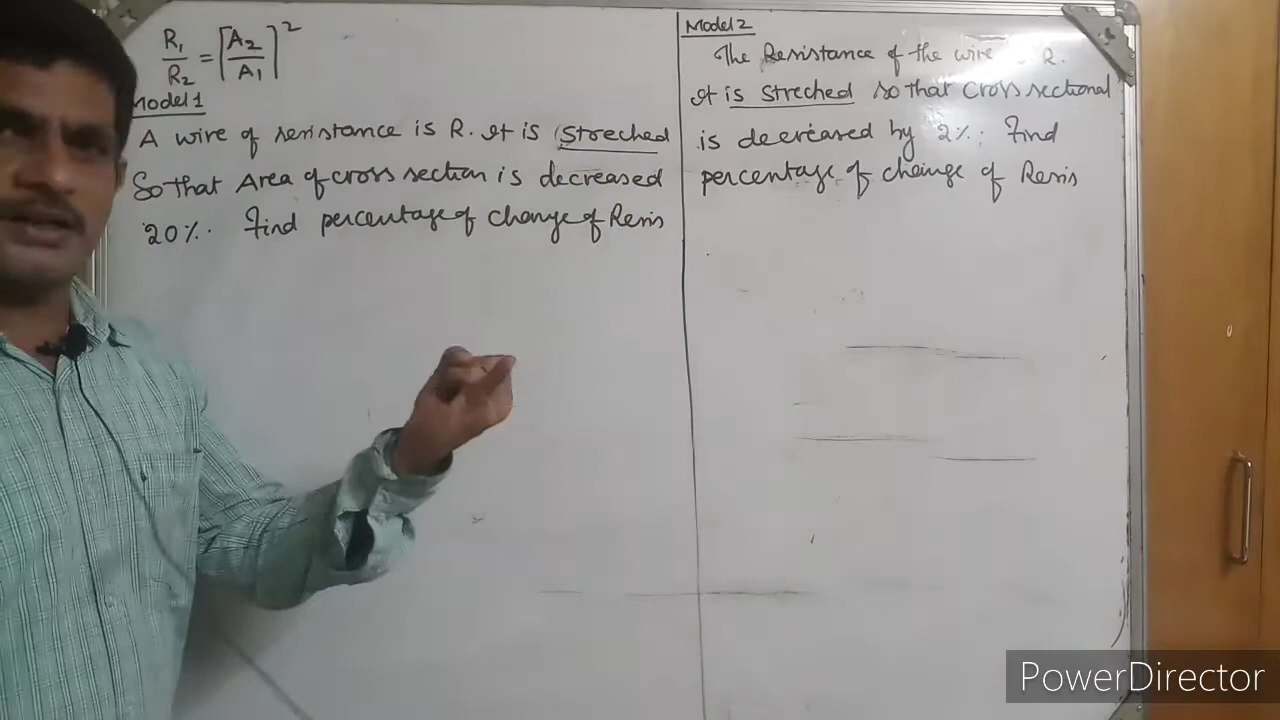 R₁/R₂ = [A₂/A₁]²
Model 1
A wire of resistance is R. It is streched
So that Area of cross section is decreased
20%. Find percentage of change of Resis
Model 2
The Resistance of the wire R.
It is streched so that Cross sectional
is decreased by 2%. Find
percentage of change of Resis
PowerDirector